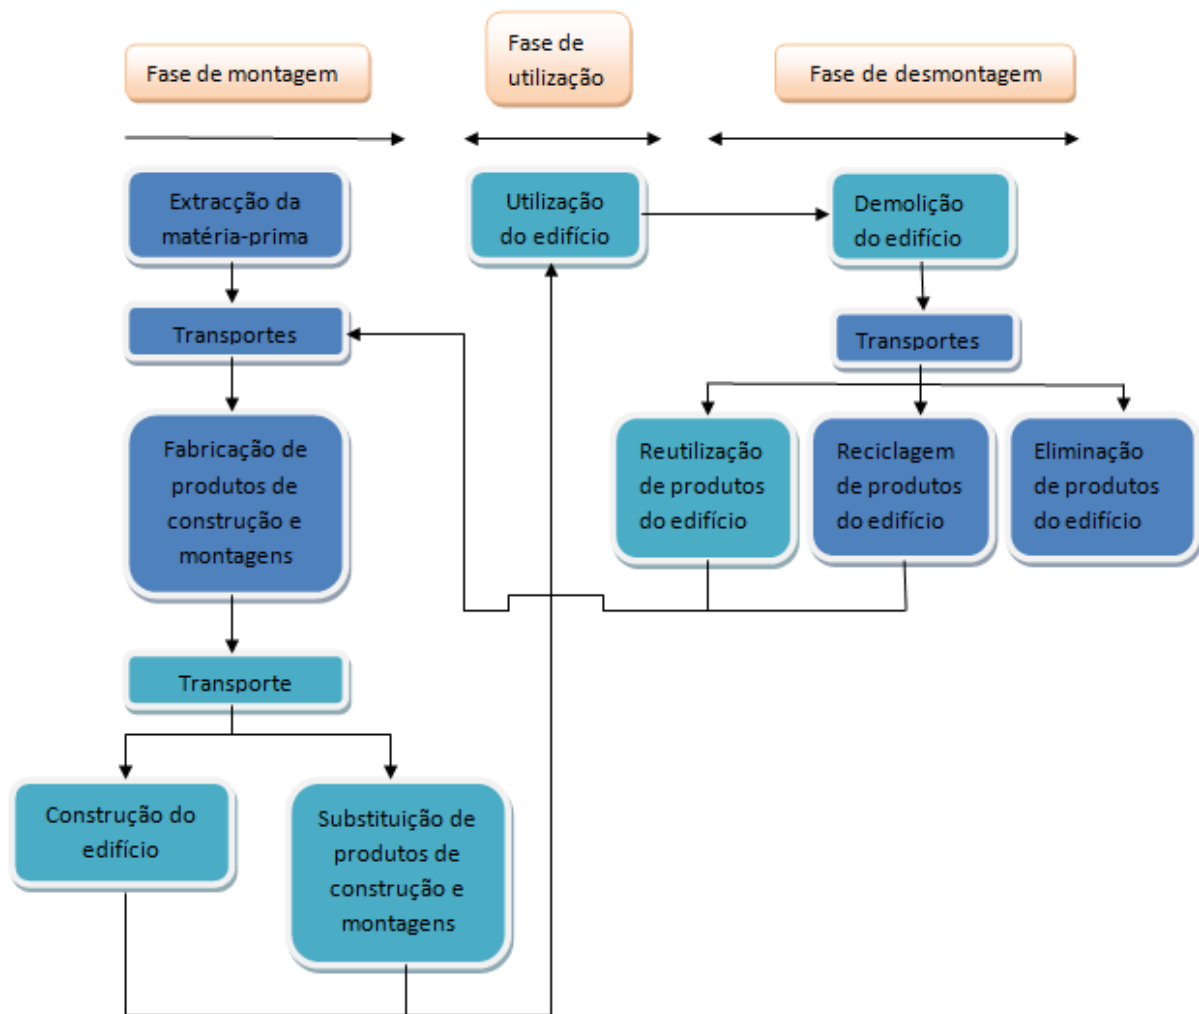 Fase de montagem
Fase de
utilização
Fase de desmontagem
Extracção da
matéria-prima
Transportes
Fabricação de
produtos de
construção e
montagens
Transporte
Construção do
edifício
Substituição de
produtos de
construção e
montagens
Utilização
do edifício
Demolição
do edifício
Transportes
Reutilização
de produtos
do edifício
Reciclagem
de produtos
do edifício
Eliminação
de produtos
do edifício